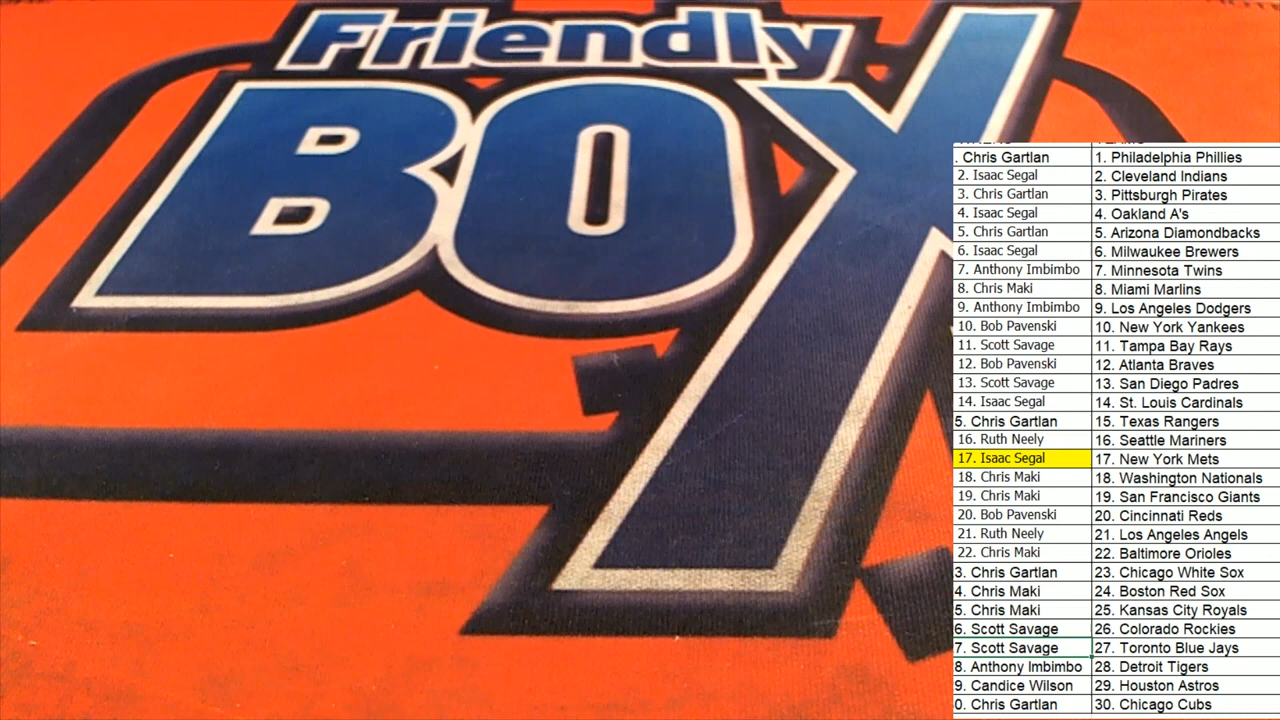 Friendly
BOX
. Chris Gartlan 1. Philadelphia Phillies
2. Isaac Segal 2. Cleveland Indians
3. Chris Gartlan 3. Pittsburgh Pirates
4. Isaac Segal 4. Oakland A's
5. Chris Gartlan 5. Arizona Diamondbacks
6. Isaac Segal 6. Milwaukee Brewers
7. Anthony Imbimbo 7. Minnesota Twins
8. Chris Maki 8. Miami Marlins
9. Anthony Imbimbo 9. Los Angeles Dodgers
10. Bob Pavenski 10. New York Yankees
11. Scott Savage 11. Tampa Bay Rays
12. Bob Pavenski 12. Atlanta Braves
13. Scott Savage 13. San Diego Padres
14. Isaac Segal 14. St. Louis Cardinals
5. Chris Gartlan 15. Texas Rangers
16. Ruth Neely 16. Seattle Mariners
17. Isaac Segal 17. New York Mets
18. Chris Maki 18. Washington Nationals
19. Chris Maki 19. San Francisco Giants
20. Bob Pavenski 20. Cincinnati Reds
21. Ruth Neely 21. Los Angeles Angels
22. Chris Maki 22. Baltimore Orioles
3. Chris Gartlan 23. Chicago White Sox
4. Chris Maki 24. Boston Red Sox
5. Chris Maki 25. Kansas City Royals
6. Scott Savage 26. Colorado Rockies
7. Scott Savage 27. Toronto Blue Jays
8. Anthony Imbimbo 28. Detroit Tigers
9. Candice Wilson 29. Houston Astros
0. Chris Gartlan 30. Chicago Cubs